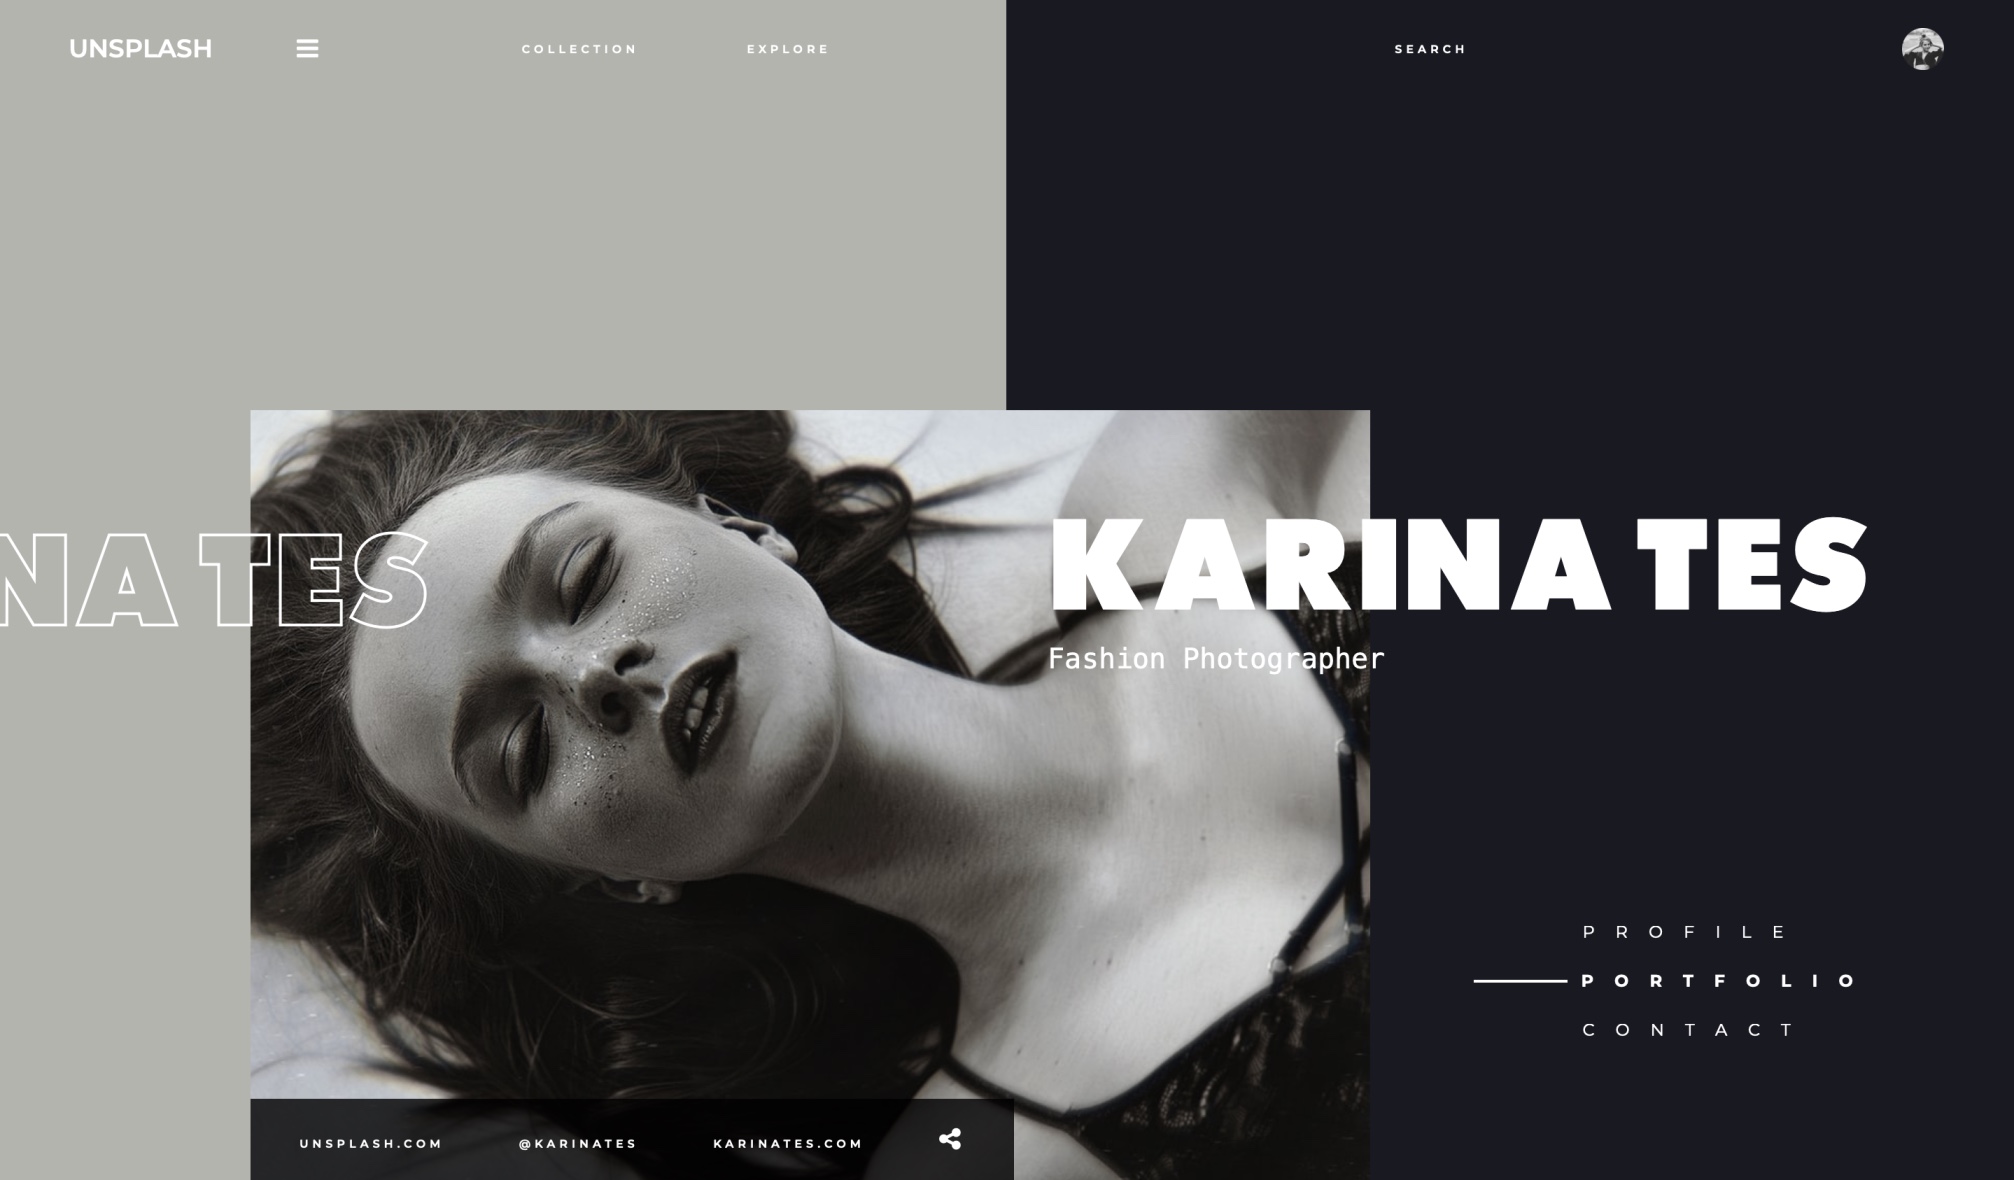 UNSPLASH
COLLECTION
EXPLORE
SEARCH
NA TES
KARINA TES
Fashion Photographer
PROFILE
PORTFOLIO
CONTACT
UNSPLASH.COM
@KARINATES
KARINATES.COM